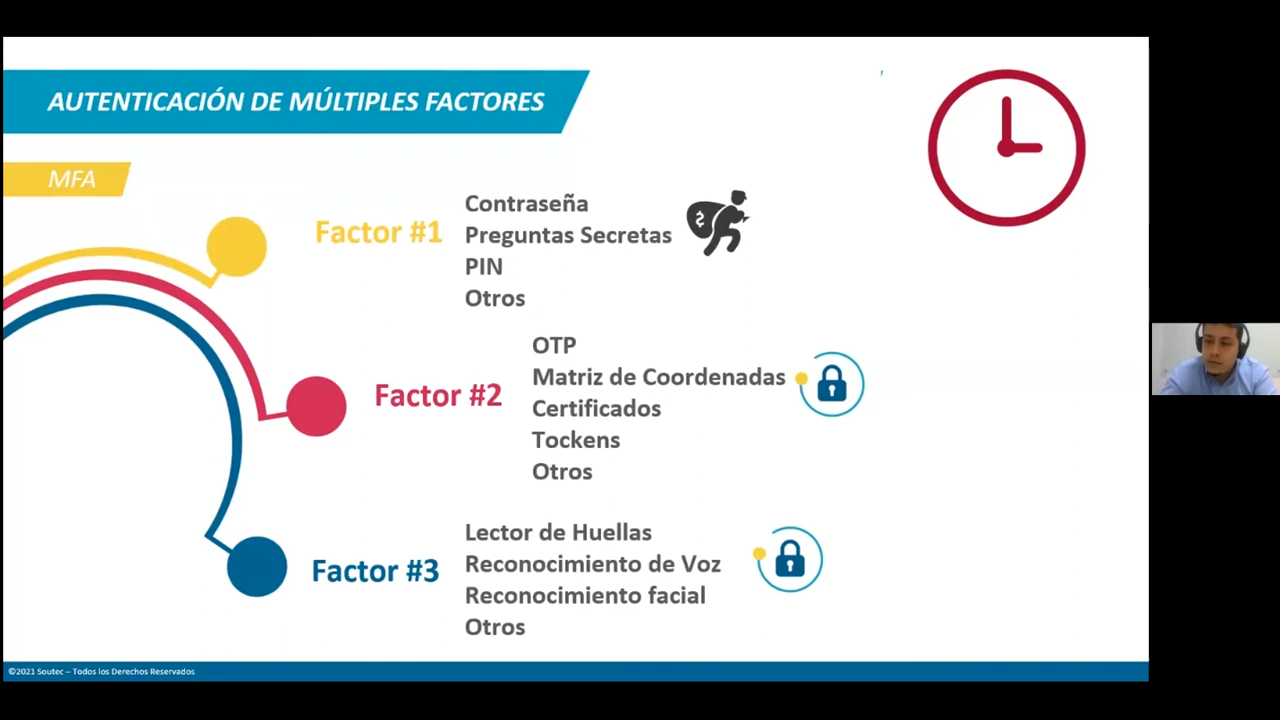 AUTENTICACIÓN DE MÚLTIPLES FACTORES
MFA
Factor #1
Contraseña
Preguntas Secretas
PIN
Otros
Factor #2
OTP
Matriz de Coordenadas
Certificados
Tockens
Otros
Factor #3
Lector de Huellas
Reconocimiento de Voz
Reconocimiento facial
Otros
©2021 Soutec – Todos los Derechos Reservados